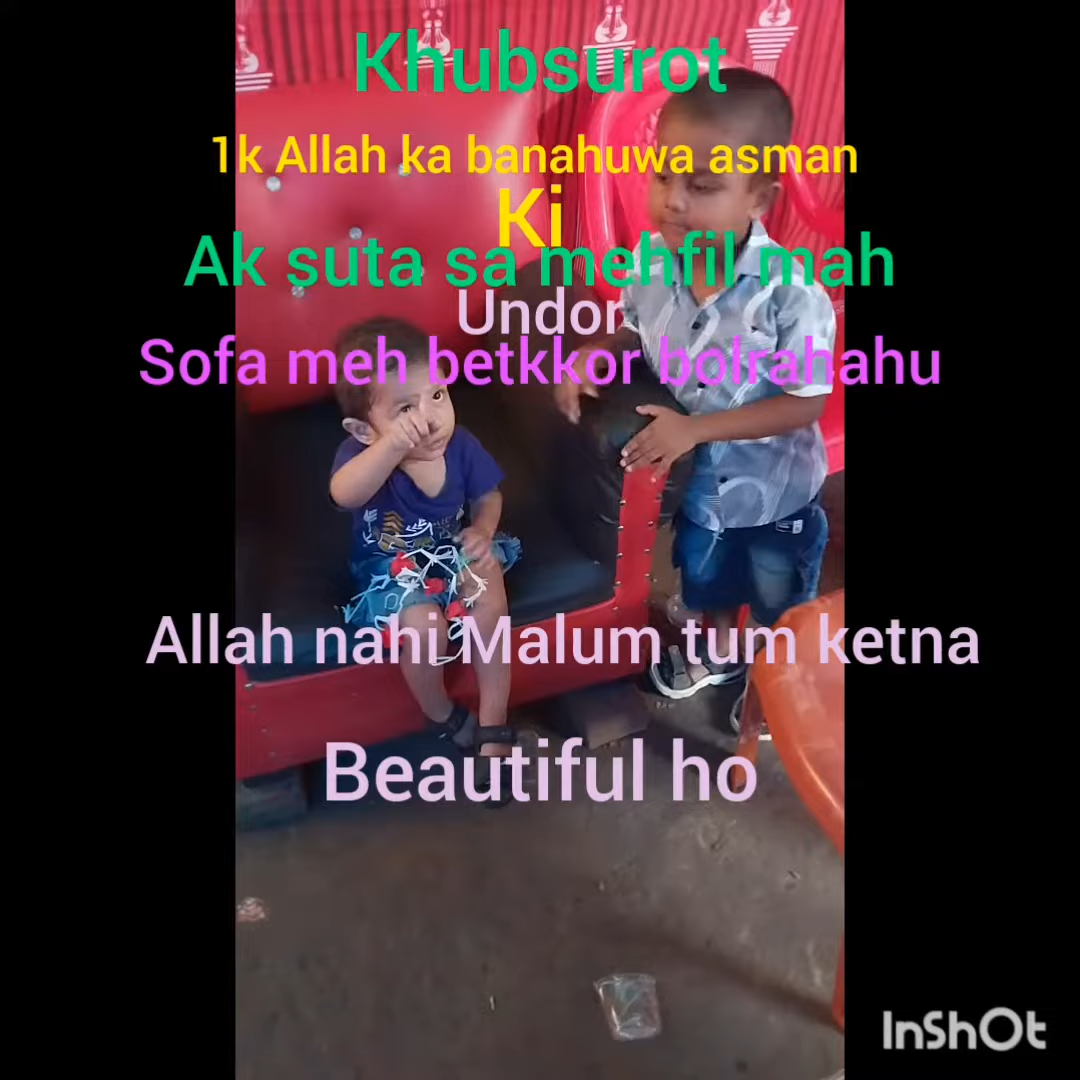 Khubsurot
1k Allah ka banahuwa asman
Ki
Ak suta sa mehfil mah
Undor
Sofa meh betkkor bolrahahu
Allah nahi Malum tum ketna
Beautiful ho
InShOt